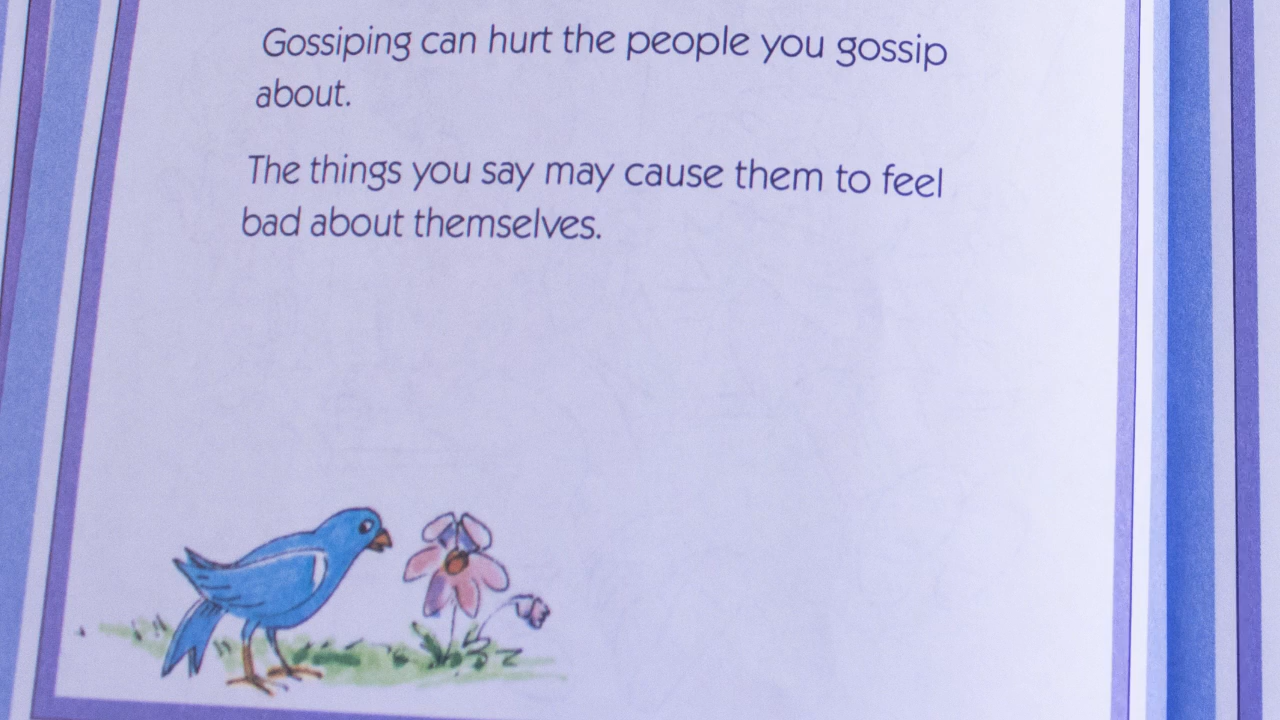 Gossiping can hurt the people you gossip
about.
The things you say may cause them to feel
bad about themselves.